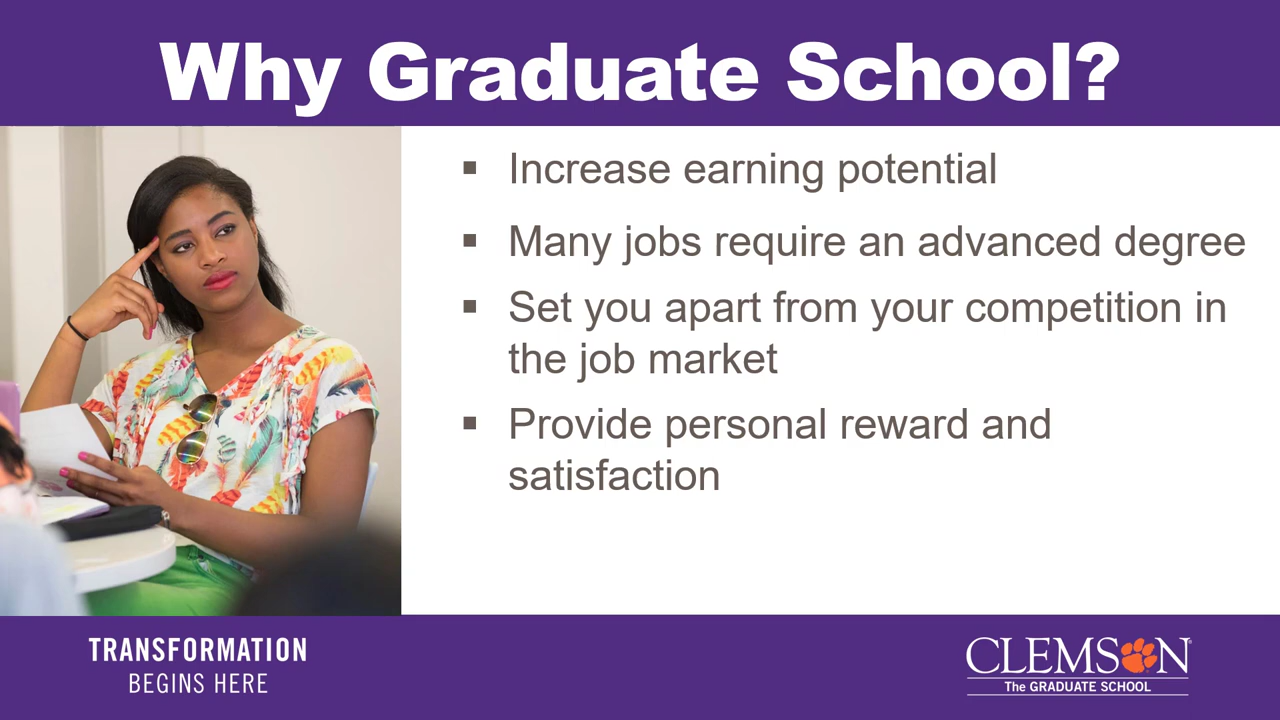 Why Graduate School?
▪ Increase earning potential
▪ Many jobs require an advanced degree
▪ Set you apart from your competition in
the job market
▪ Provide personal reward and
satisfaction
TRANSFORMATION
BEGINS HERE
CLEMSON®
The GRADUATE SCHOOL